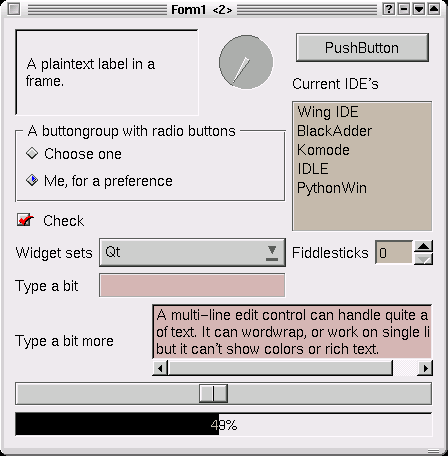 Form1 <2>
A plaintext label in a
frame.
PushButton
Current IDE's
Wing IDE
BlackAdder
Komode
IDLE
PythonWin
A buttongroup with radio buttons
Choose one
Me, for a preference
Check
Widget sets
Qt
Fiddlesticks
0
Type a bit
Type a bit more
A multi-line edit control can handle quite a
of text. It can wordwrap, or work on single li
but it can't show colors or rich text.
49%